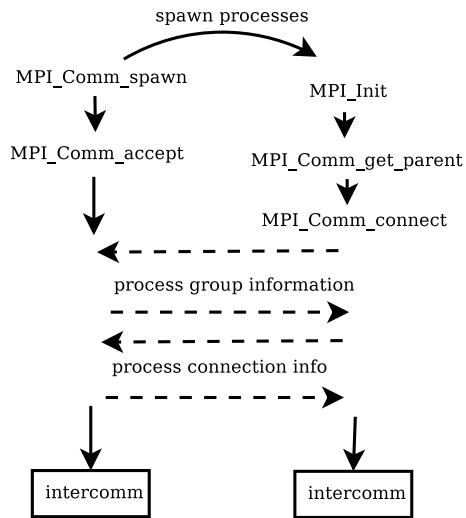 spawn processes
MPI_Comm_spawn
MPI_Init
MPI_Comm_accept
MPI_Comm_get_parent
MPI_Comm_connect
process group information
process connection info
intercomm
intercomm